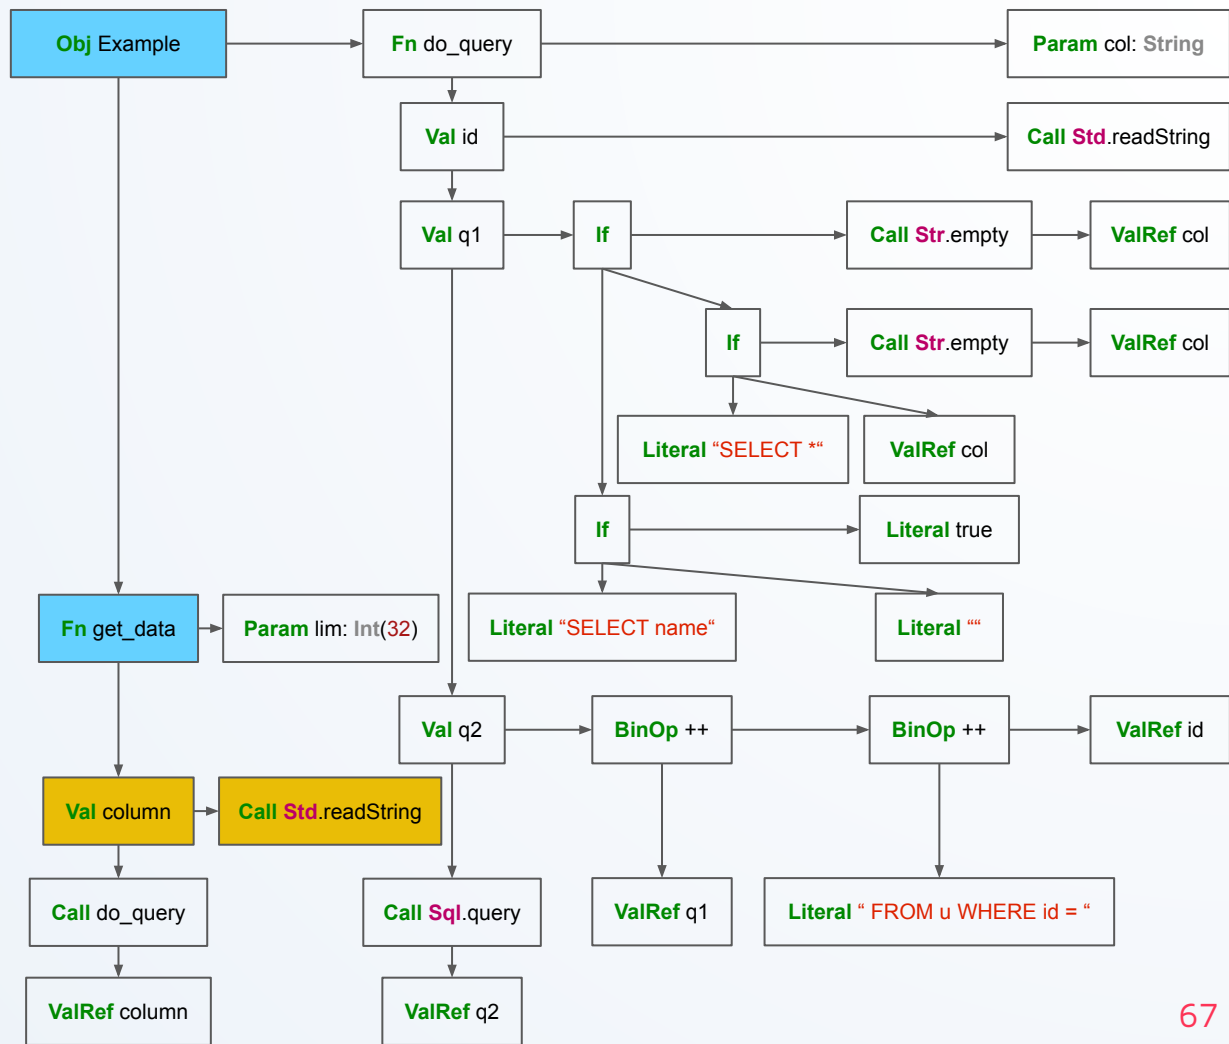 Obj Example
Fn do_query
Param col: String
Val id
Call Std.readString
Val q1
If
Call Str.empty
ValRef col
If
Call Str.empty
ValRef col
Literal “SELECT *“
ValRef col
If
Literal true
Fn get_data
Param lim: Int(32)
Literal “SELECT name“
Literal ““
Val q2
BinOp ++
BinOp ++
ValRef id
Val column
Call Std.readString
Call do_query
Call Sql.query
ValRef q1
Literal “ FROM u WHERE id = “
ValRef column
ValRef q2
67